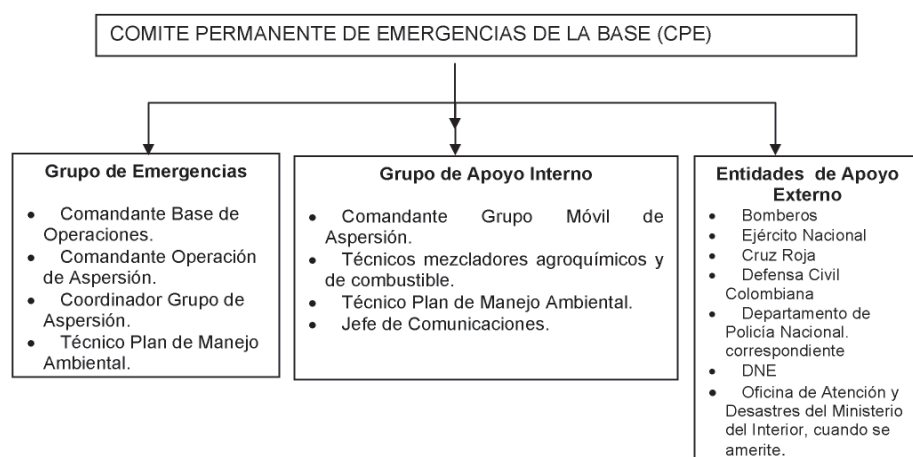 COMITE PERMANENTE DE EMERGENCIAS DE LA BASE (CPE)
Grupo de Emergencias
• Comandante Base de
Operaciones.
• Comandante Operación
de Aspersión.
• Coordinador Grupo de
Aspersión.
• Técnico Plan de Manejo
Ambiental.
Grupo de Apoyo Interno
• Comandante Grupo Móvil de
Aspersión.
• Técnicos mezcladores agroquímicos y
de combustible.
• Técnico Plan de Manejo Ambiental.
• Jefe de Comunicaciones.
Entidades de Apoyo
Externo
• Bomberos
• Ejército Nacional
• Cruz Roja
• Defensa Civil
Colombiana
• Departamento de
Policía Nacional.
correspondiente
• DNE
• Oficina de Atención y
Desastres del Ministerio
del Interior, cuando se
amerite.